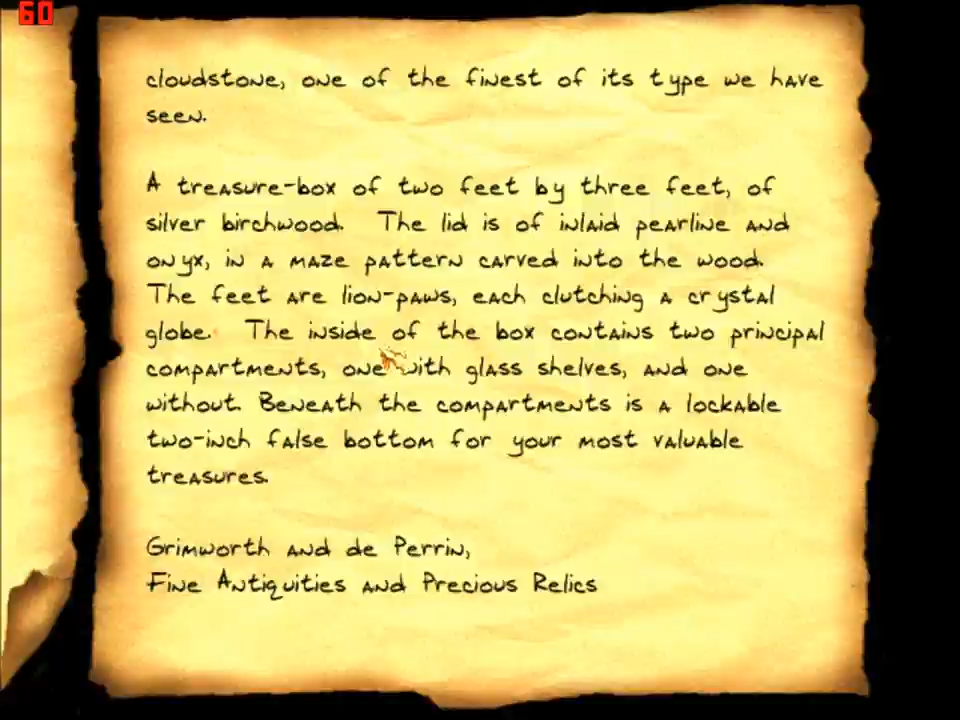 60
cloudstone, one of the finest of its type we have
seen.
A treasure-box of two feet by three feet, of
silver birchwood. The lid is of inlaid pearline and
onyx, in a maze pattern carved into the wood.
The feet are lion-paws, each clutching a crystal
globe. The inside of the box contains two principal
compartments, one with glass shelves, and one
without. Beneath the compartments is a lockable
two-inch false bottom for your most valuable
treasures.
Grimworth and de Perrin,
Fine Antiquities and Precious Relics